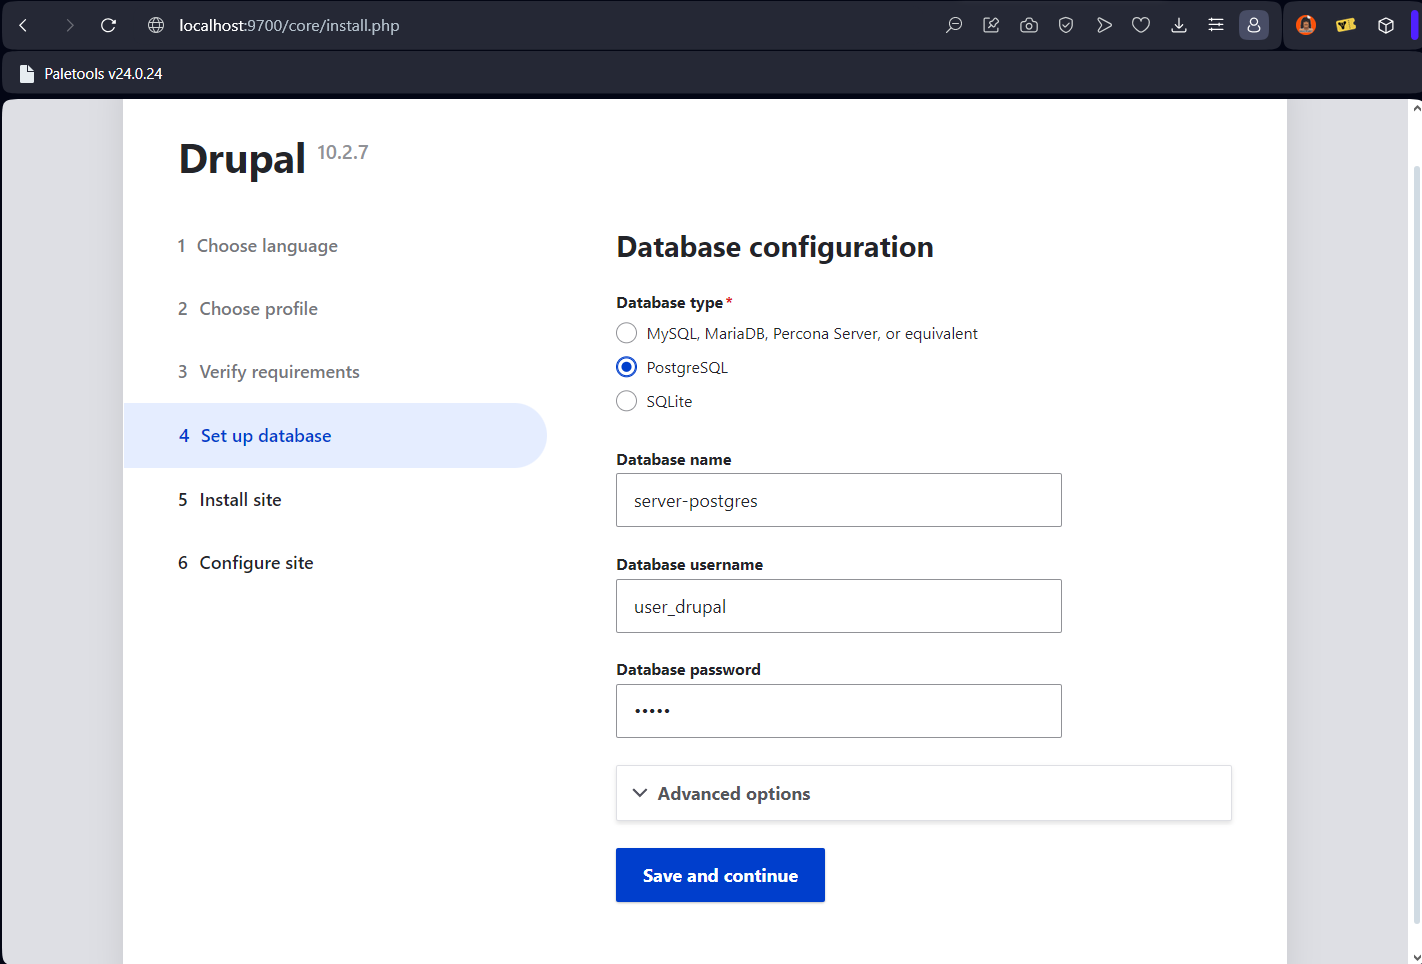 localhost:9700/core/install.php
Paletools v24.0.24
Drupal 10.2.7
1 Choose language
2 Choose profile
3 Verify requirements
4 Set up database
5 Install site
6 Configure site
Database configuration
Database type*
MySQL, MariaDB, Percona Server, or equivalent
PostgreSQL
SQLite
Database name
server-postgres
Database username
user_drupal
Database password
•••••
Advanced options
Save and continue